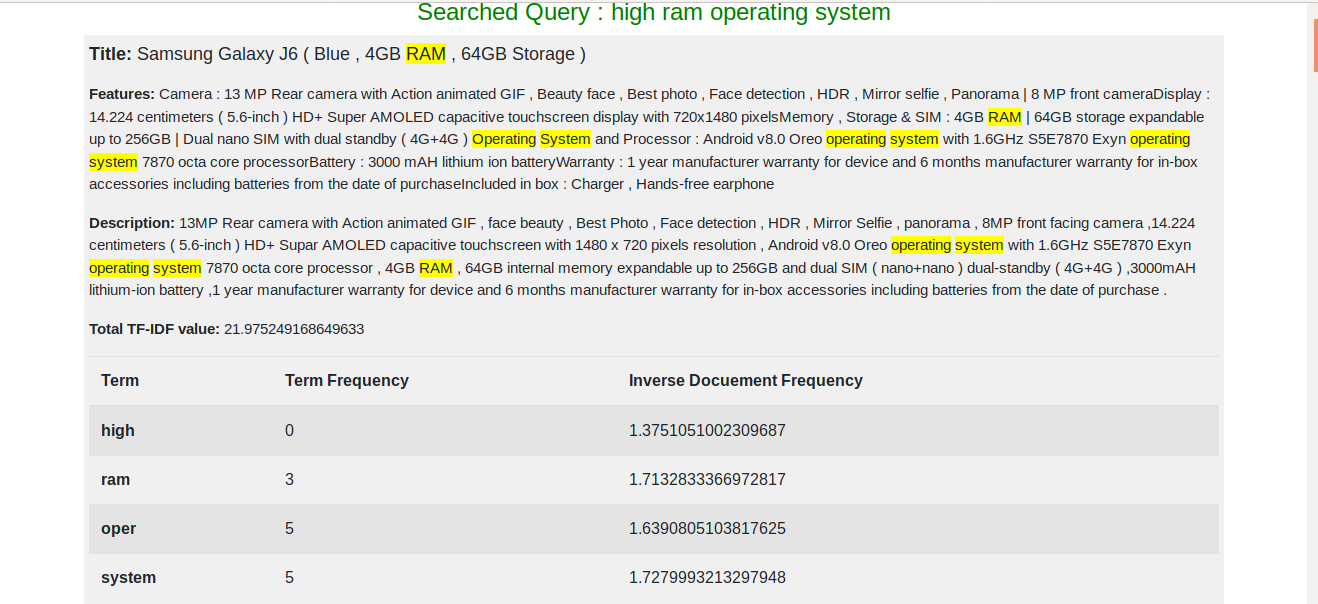 Searched Query : high ram operating system
Title: Samsung Galaxy J6 ( Blue , 4GB RAM , 64GB Storage )
Features: Camera : 13 MP Rear camera with Action animated GIF , Beauty face , Best photo , Face detection , HDR , Mirror selfie , Panorama | 8 MP front cameraDisplay :
14.224 centimeters ( 5.6-inch ) HD+ Super AMOLED capacitive touchscreen display with 720x1480 pixelsMemory , Storage & SIM : 4GB RAM | 64GB storage expandable
up to 256GB | Dual nano SIM with dual standby ( 4G+4G ) Operating System and Processor : Android v8.0 Oreo operating system with 1.6GHz S5E7870 Exyn operating
system 7870 octa core processorBattery : 3000 mAH lithium ion batteryWarranty : 1 year manufacturer warranty for device and 6 months manufacturer warranty for in-box
accessories including batteries from the date of purchaseIncluded in box : Charger , Hands-free earphone
Description: 13MP Rear camera with Action animated GIF , face beauty , Best Photo , Face detection , HDR , Mirror Selfie , panorama , 8MP front facing camera ,14.224
centimeters ( 5.6-inch ) HD+ Supar AMOLED capacitive touchscreen with 1480 x 720 pixels resolution , Android v8.0 Oreo operating system with 1.6GHz S5E7870 Exyn
operating system 7870 octa core processor , 4GB RAM , 64GB internal memory expandable up to 256GB and dual SIM ( nano+nano ) dual-standby ( 4G+4G ) ,3000mAH
lithium-ion battery ,1 year manufacturer warranty for device and 6 months manufacturer warranty for in-box accessories including batteries from the date of purchase .
Total TF-IDF value: 21.975249168649633
Term Term Frequency Inverse Docuement Frequency
high 0 1.3751051002309687
ram 3 1.7132833366972817
oper 5 1.6390805103817625
system 5 1.7279993213297948